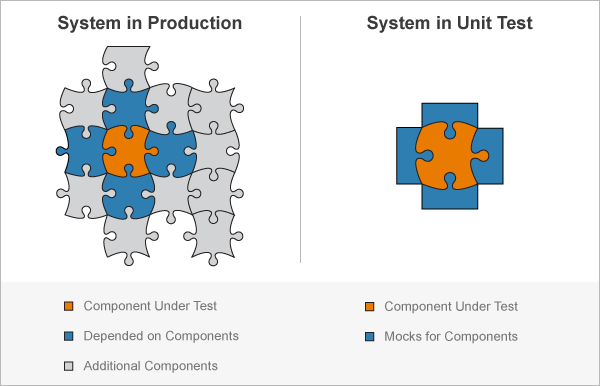 System in Production
System in Unit Test
Component Under Test
Depended on Components
Additional Components
Component Under Test
Mocks for Components